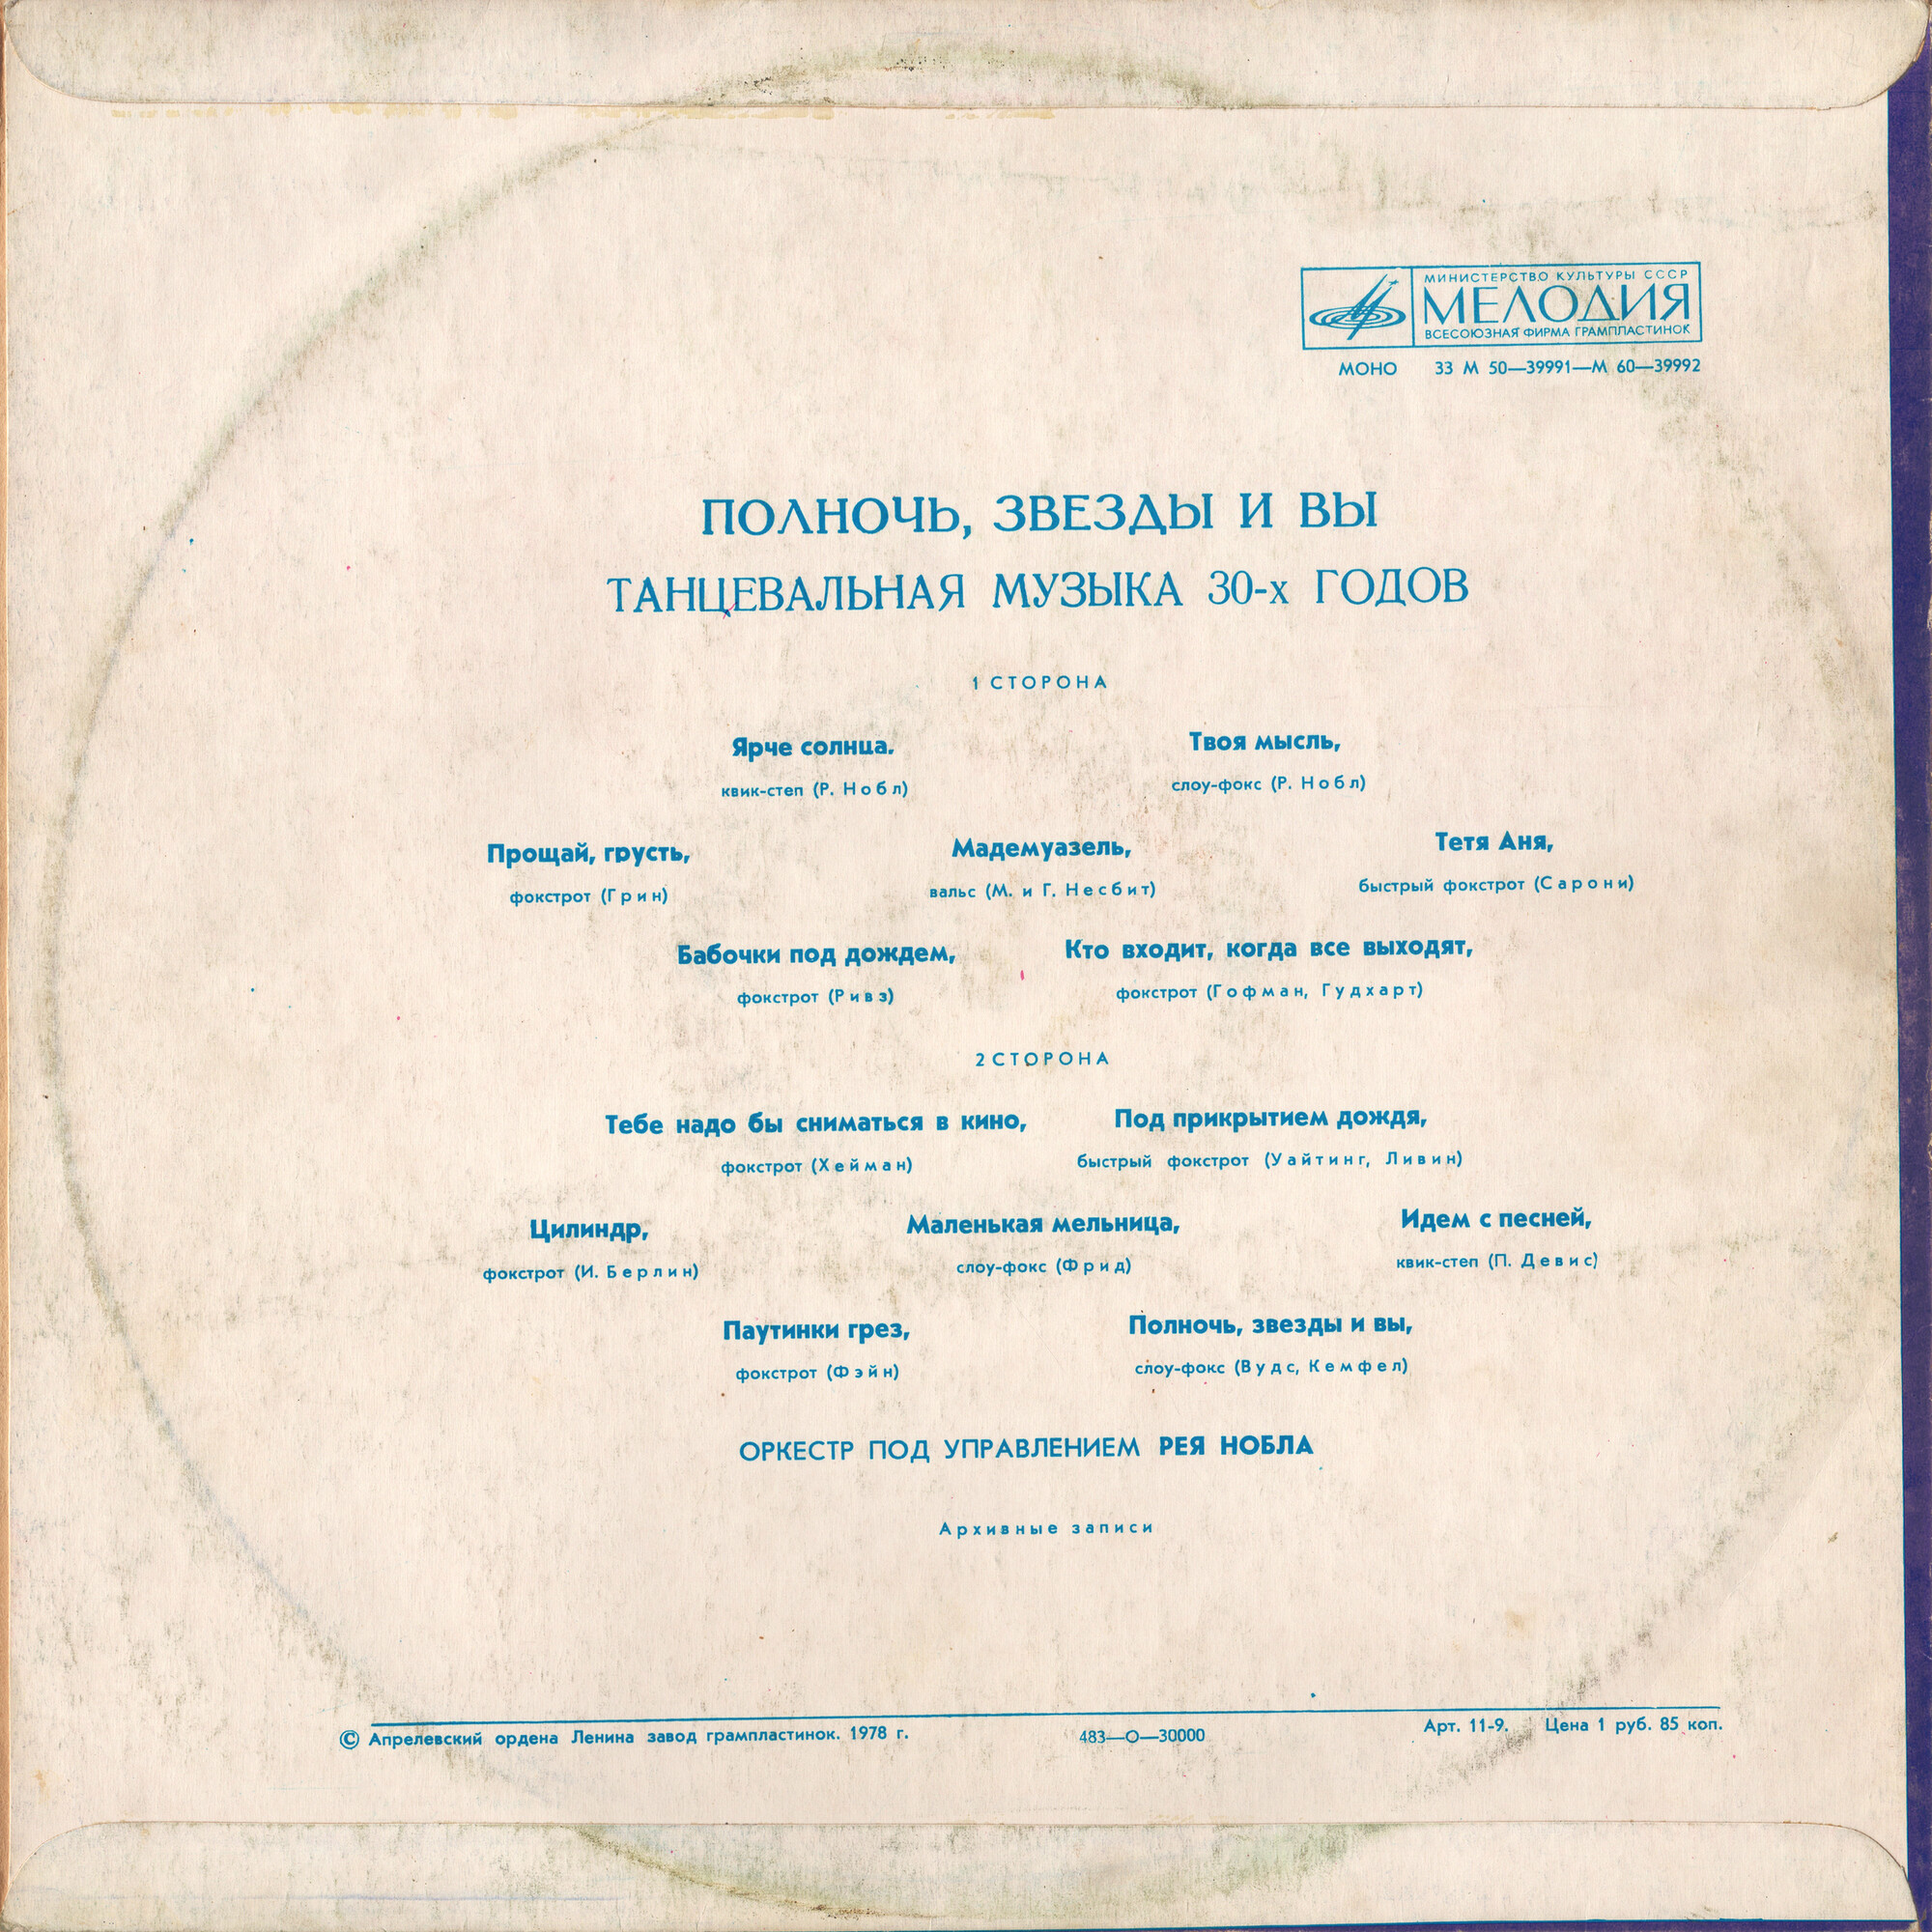 МИНИСТЕРСТВО КУЛЬТУРЫ СССР
МЕЛОДИЯ
ВСЕСОЮЗНАЯ ФИРМА ГРАМПЛАСТИНОК
МОНО 33 М 50—39991—М 60—39992
ПОЛНОЧЬ, ЗВЕЗДЫ И ВЫ
ТАНЦЕВАЛЬНАЯ МУЗЫКА 30-х ГОДОВ
1 СТОРОНА
Ярче солнца. Твоя мысль,
квик-степ (Р. Нобл) слоу-фокс (Р. Нобл)
Прощай, грусть, Мадемуазель, Тетя Аня,
фокстрот (Грин) вальс (М. и Г. Несбит) быстрый фокстрот (Сарони)
Бабочки под дождем, Кто входит, когда все выходят,
фокстрот (Ривз) фокстрот (Гофман, Гудхарт)
2 СТОРОНА
Тебе надо бы сниматься в кино, Под прикрытием дождя,
фокстрот (Хейман) быстрый фокстрот (Уайтинг, Ливин)
Цилиндр, Маленькая мельница, Идем с песней,
фокстрот (И. Берлин) слоу-фокс (Фрид) квик-степ (П. Девис)
Паутинки грез, Полночь, звезды и вы,
фокстрот (Фэйн) слоу-фокс (Вудс, Кемфел)
ОРКЕСТР ПОД УПРАВЛЕНИЕМ РЕЯ НОБЛА
Архивные записи
© Апрелевский ордена Ленина завод грампластинок. 1978 г. 483—О—30000 Арт. 11-9. Цена 1 руб. 85 коп.